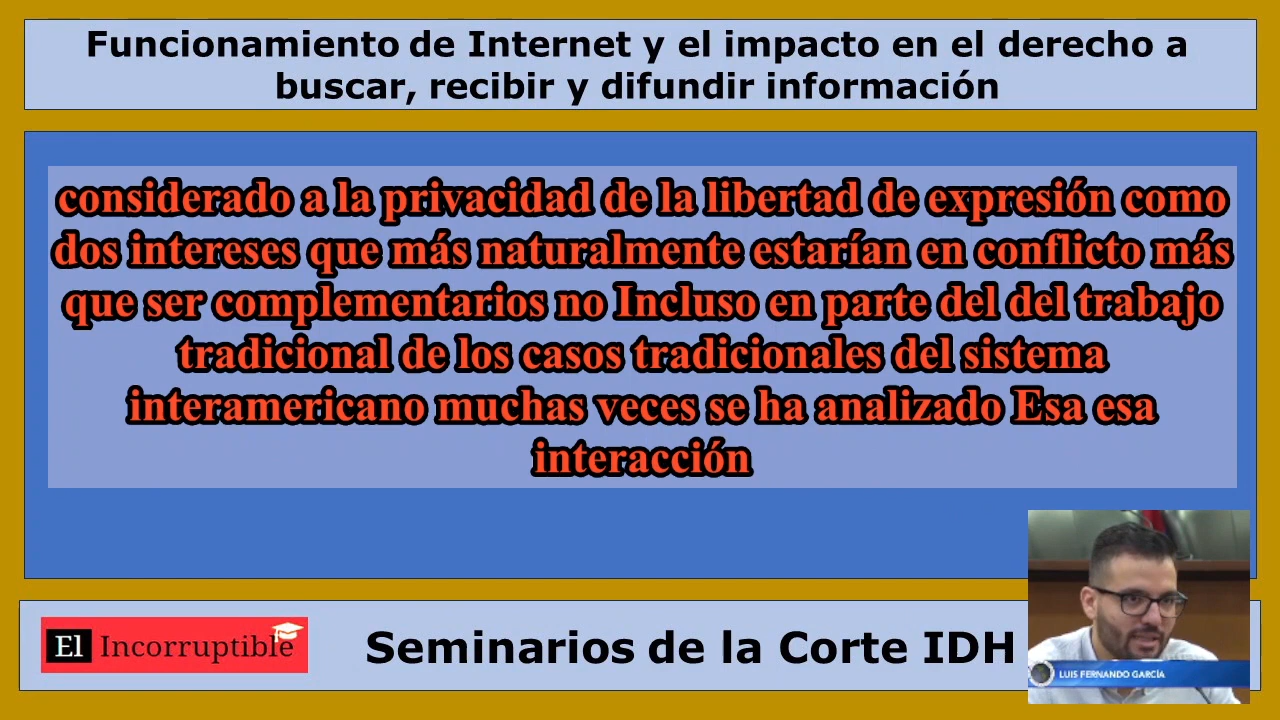 Funcionamiento de Internet y el impacto en el derecho a
buscar, recibir y difundir información
considerado a la privacidad de la libertad de expresión como
dos intereses que más naturalmente estarían en conflicto más
que ser complementarios no Incluso en parte del del trabajo
tradicional de los casos tradicionales del sistema
interamericano muchas veces se ha analizado Esa esa
interacción
El Incorruptible
Seminarios de la Corte IDH
LUIS FERNANDO GARCÍA